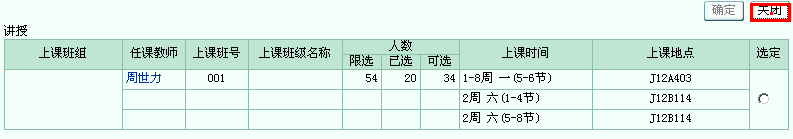 确定 关闭
讲授
上课班组 任课教师 上课班号 上课班级名称 人数 上课时间 上课地点 选定
限选 已选 可选
周世力 001 54 20 34 1-8周 一(5-6节) J12A403
2周 六(1-4节) J12B114
2周 六(5-8节) J12B114